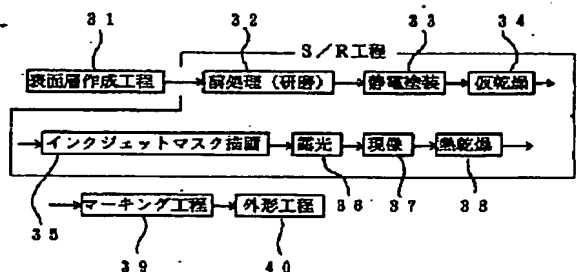 31 32 33 34
S/R工程
表面層作成工程 前処理(研磨) 静電塗装 仮乾燥
インクジェットマスク描画 露光 現像 熱乾燥
35 36 37 38
マーキング工程 外形工程
39 40